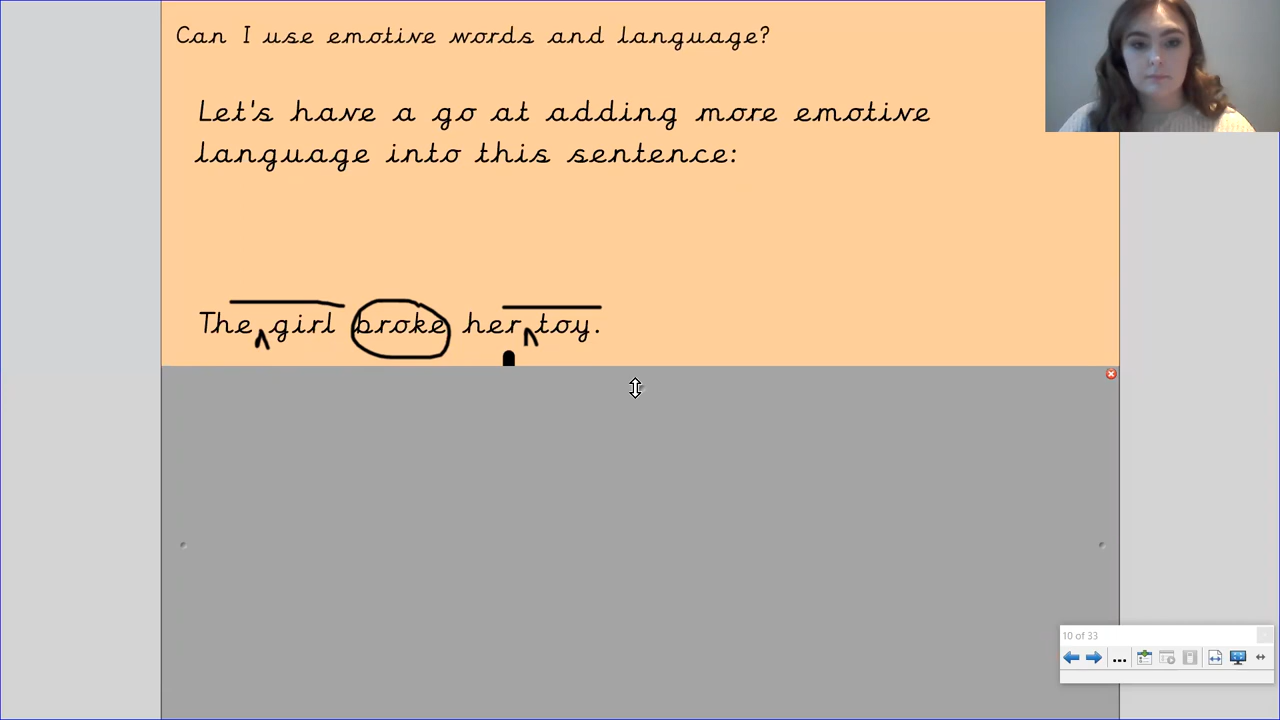 Can I use emotive words and language?
Let's have a go at adding more emotive
language into this sentence:
The girl broke her toy.
10 of 33